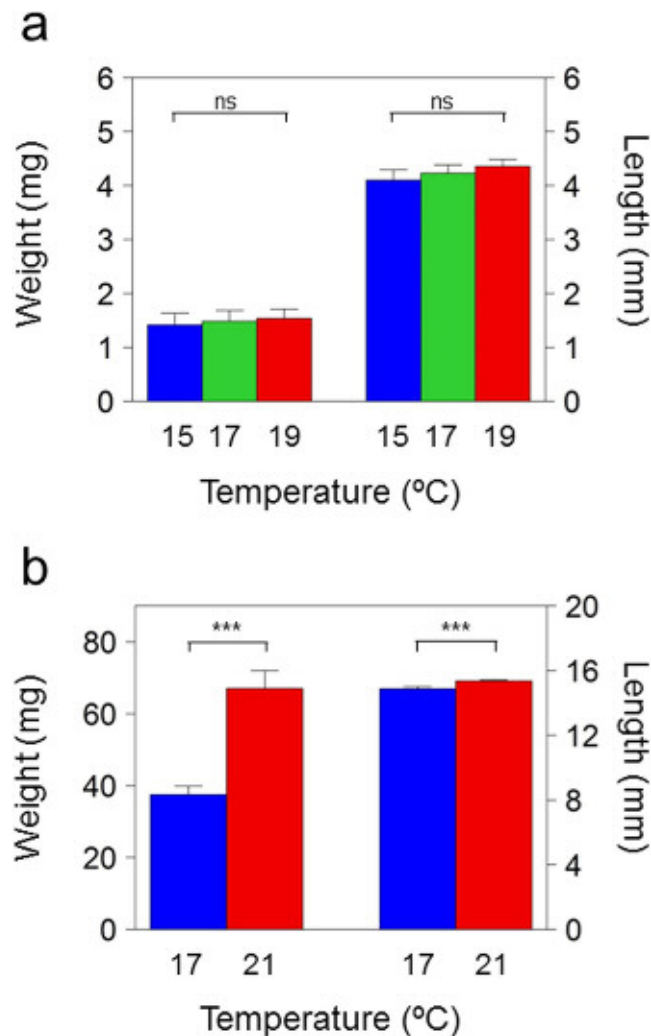 a
6 6
ns ns
5 5
4 4
3 3
2 2
1 1
0 0
Weight (mg)
Length (mm)
15 17 19 15 17 19
Temperature (ºC)
b
20
80 *** ***
16
60
12
40
8
20
4
0 0
Weight (mg)
Length (mm)
17 21 17 21
Temperature (ºC)